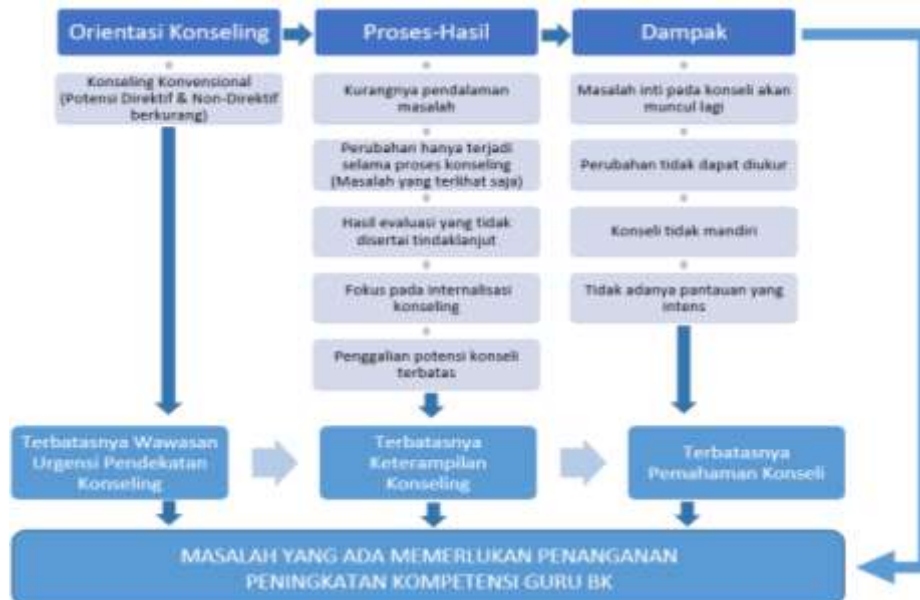 Orientasi Konseling
Proses-Hasil
Dampak
Konseling Konvensional
(Potensi Direktif & Non-Direktif
berkurang)
Kurangnya pendalaman
masalah
Perubahan hanya terjadi
selama proses konseling
(Masalah yang terlihat saja)
Hasil evaluasi yang tidak
disertai tindaklanjut
Fokus pada internalisasi
konseling
Penggalian potensi konseli
terbatas
Masalah inti pada konseli akan
muncul lagi
Perubahan tidak dapat diukur
Konseli tidak mandiri
Tidak adanya pantauan yang
intens
Terbatasnya Wawasan
Urgensi Pendekatan
Konseling
Terbatasnya
Keterampilan
Konseling
Terbatasnya
Pemahaman Konseli
MASALAH YANG ADA MEMERLUKAN PENANGANAN
PENINGKATAN KOMPETENSI GURU BK